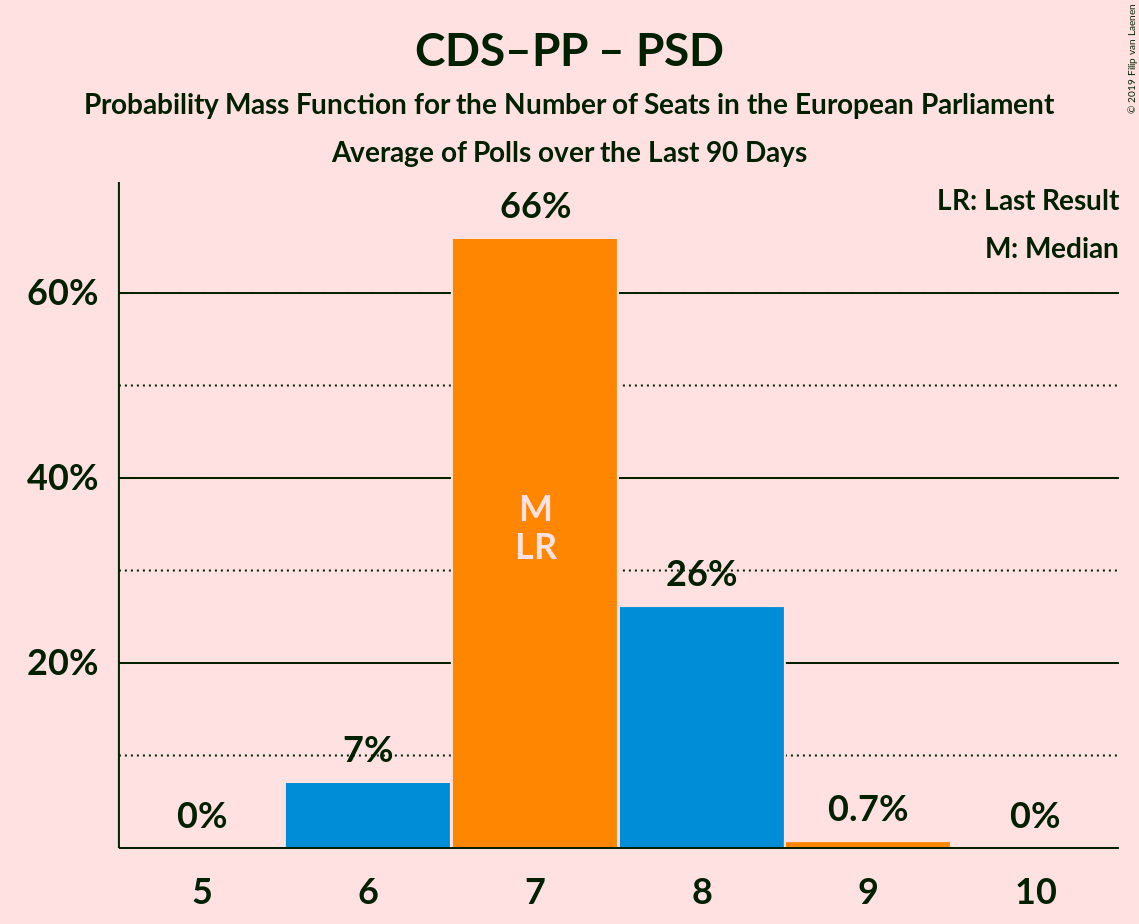 CDS–PP – PSD
Probability Mass Function for the Number of Seats in the European Parliament
Average of Polls over the Last 90 Days
© 2019 Filip van Laenen
LR: Last Result
M: Median
60%
40%
20%
0%
7%
66%
M
LR
26%
0.7%
0%
5
6
7
8
9
10